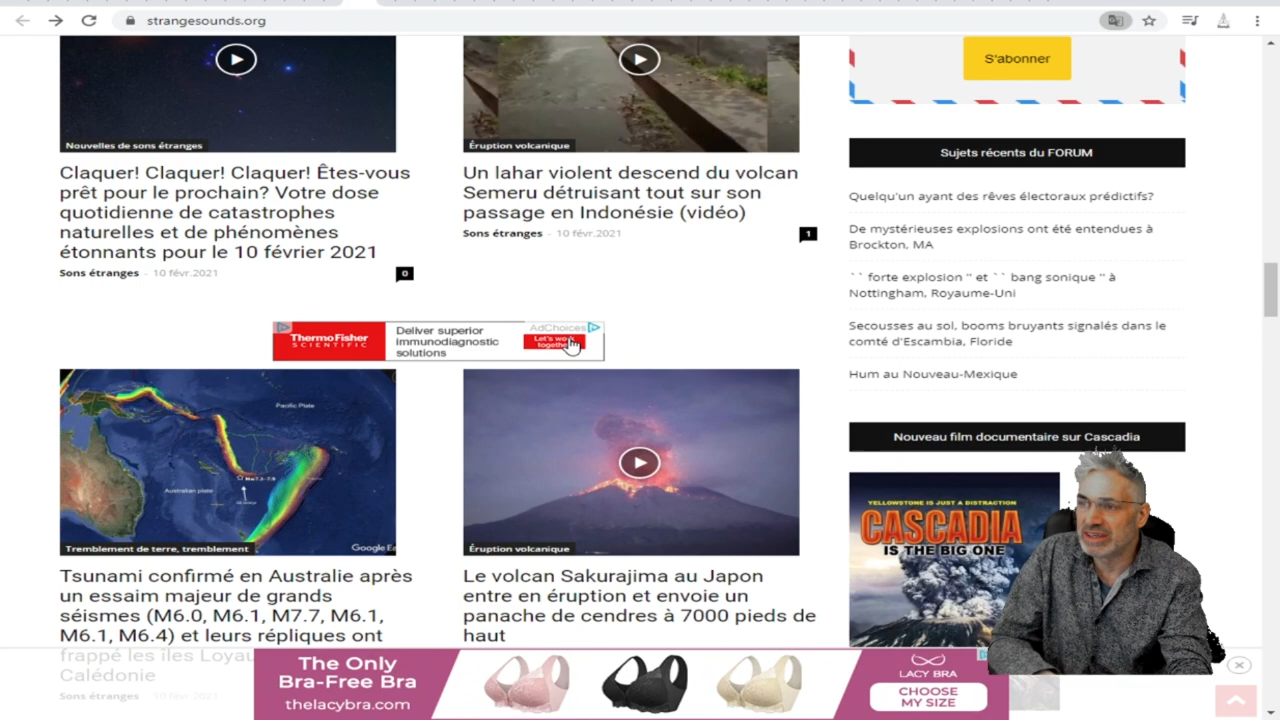 strangesounds.org
S'abonner
Nouvelles de sons étranges
Claquer! Claquer! Claquer! Êtes-vous
prêt pour le prochain? Votre dose
quotidienne de catastrophes
naturelles et de phénomènes
étonnants pour le 10 février 2021
Sons étranges - 10 févr.2021
0
Éruption volcanique
Un lahar violent descend du volcan
Semeru détruisant tout sur son
passage en Indonésie (vidéo)
Sons étranges - 10 févr.2021
1
Sujets récents du FORUM
Quelqu'un ayant des rêves électoraux prédictifs?
De mystérieuses explosions ont été entendues à
Brockton, MA
`` forte explosion '' et `` bang sonique '' à
Nottingham, Royaume-Uni
Secousses au sol, booms bruyants signalés dans le
comté d'Escambia, Floride
Hum au Nouveau-Mexique
ThermoFisher
SCIENTIFIC
Deliver superior
immunodiagnostic
solutions
AdChoices
Let's work
together
Pacific Plate
Australian plate
Google Ea
Tremblement de terre, tremblement
Tsunami confirmé en Australie après
un essaim majeur de grands
séismes (M6.0, M6.1, M7.7, M6.1,
M6.1, M6.4) et leurs répliques ont
frappé les îles Loyau
Calédonie
Sons étranges - 10 févr.2021
Éruption volcanique
Le volcan Sakurajima au Japon
entre en éruption et envoie un
panache de cendres à 7000 pieds de
haut
Nouveau film documentaire sur Cascadia
YELLOWSTONE IS JUST A DISTRACTION
CASCADIA
IS THE BIG ONE
The Only
Bra-Free Bra
thelacybra.com
LACY BRA
CHOOSE
MY SIZE